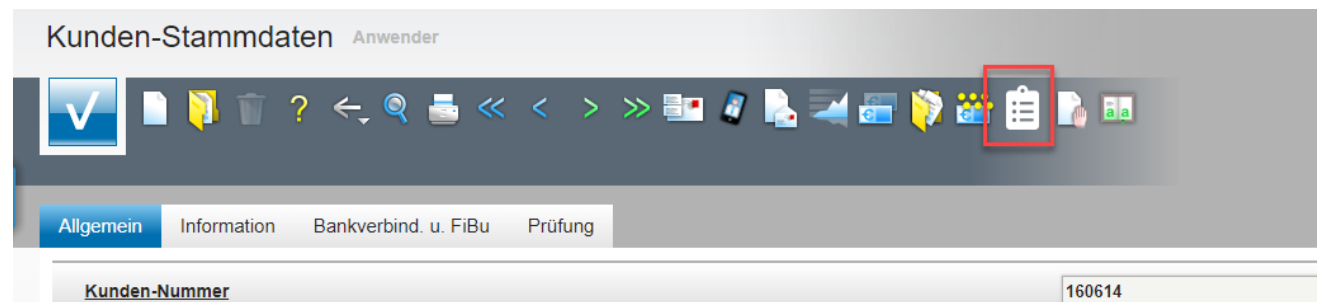 Kunden-Stammdaten Anwender
Allgemein Information Bankverbind. u. FiBu Prüfung
Kunden-Nummer 160614